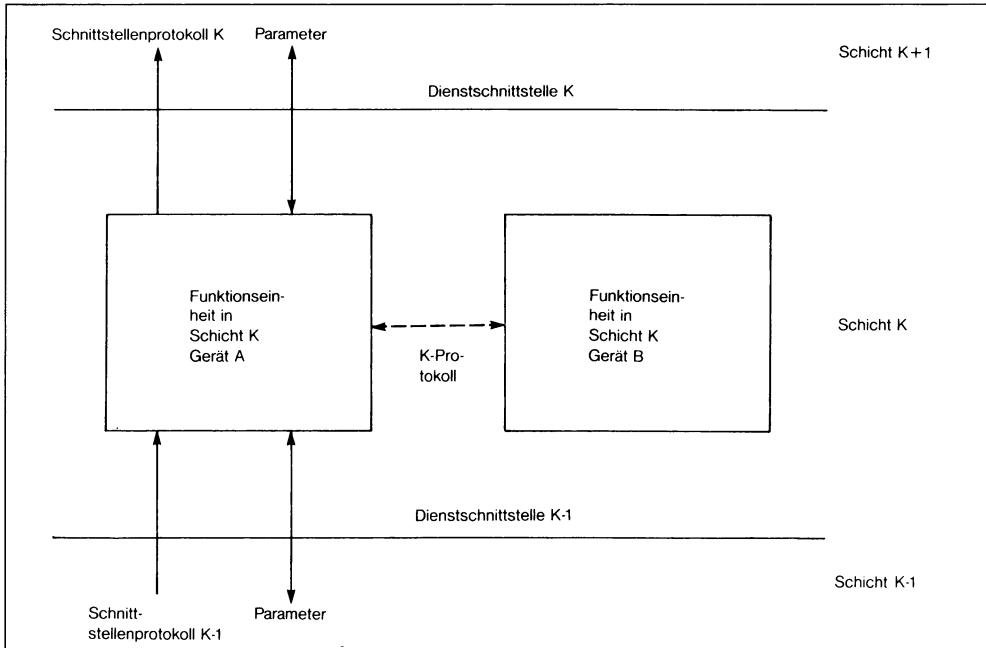 Schnittstellenprotokoll K
Parameter
Schicht K+1
Dienstschnittstelle K
Funktionsein-
heit in
Schicht K
Gerät A
K-Pro-
tokoll
Funktionsein-
heit in
Schicht K
Gerät B
Schicht K
Dienstschnittstelle K-1
Schicht K-1
Schnitt-
stellenprotokoll K-1
Parameter